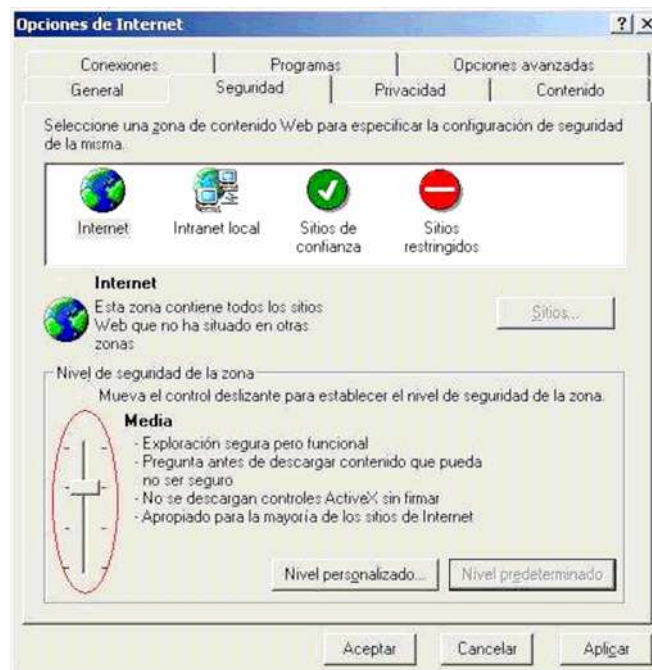 Opciones de Internet
Conexiones Programas Opciones avanzadas
General Seguridad Privacidad Contenido
Seleccione una zona de contenido Web para especificar la configuración de seguridad
de la misma.
Internet Intranet local Sitios de Sitios
confianza restringidos
Internet
Esta zona contiene todos los sitios
Web que no ha situado en otras
zonas
Sitios...
Nivel de seguridad de la zona
Mueva el control deslizante para establecer el nivel de seguridad de la zona.
Media
- Exploración segura pero funcional
- Pregunta antes de descargar contenido que pueda
no ser seguro
- No se descargan controles ActiveX sin firmar
- Apropiado para la mayoría de los sitios de Internet
Nivel personalizado... Nivel predeterminado
Aceptar Cancelar Aplicar